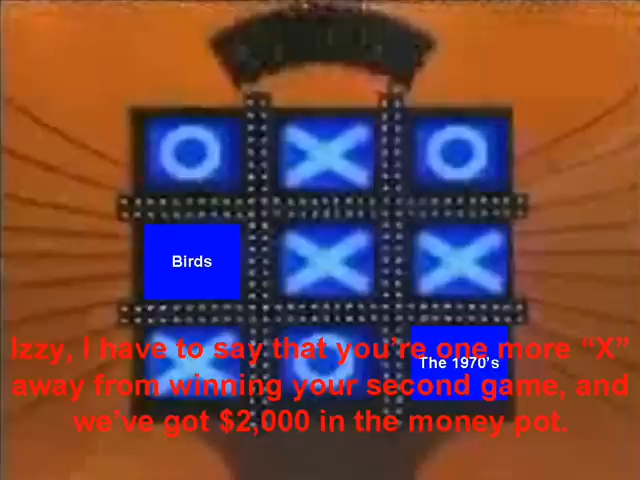 O X O
Birds X X
X O The 1970's
Izzy, I have to say that you're one more “X”
away from winning your second game, and
we've got $2,000 in the money pot.